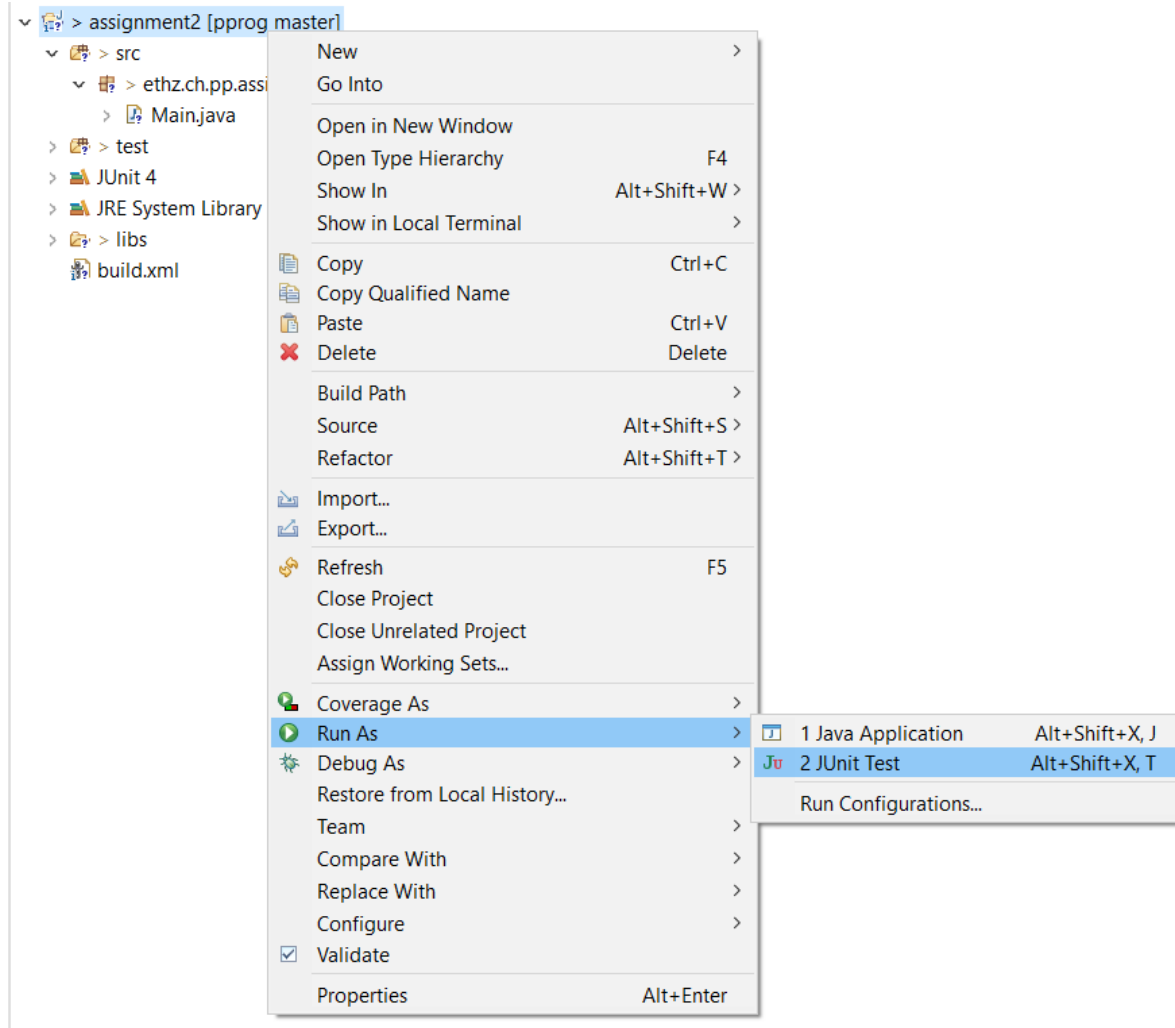 > assignment2 [pprog master]
> src
> ethz.ch.pp.assi
Main.java
> test
JUnit 4
JRE System Library
> libs
build.xml
New
Go Into
Open in New Window
Open Type Hierarchy F4
Show In Alt+Shift+W
Show in Local Terminal
Copy Ctrl+C
Copy Qualified Name
Paste Ctrl+V
Delete Delete
Build Path
Source Alt+Shift+S
Refactor Alt+Shift+T
Import...
Export...
Refresh F5
Close Project
Close Unrelated Project
Assign Working Sets...
Coverage As
Run As
Debug As
Restore from Local History...
Team
Compare With
Replace With
Configure
Validate
Properties Alt+Enter
1 Java Application Alt+Shift+X, J
Ju 2 JUnit Test Alt+Shift+X, T
Run Configurations...